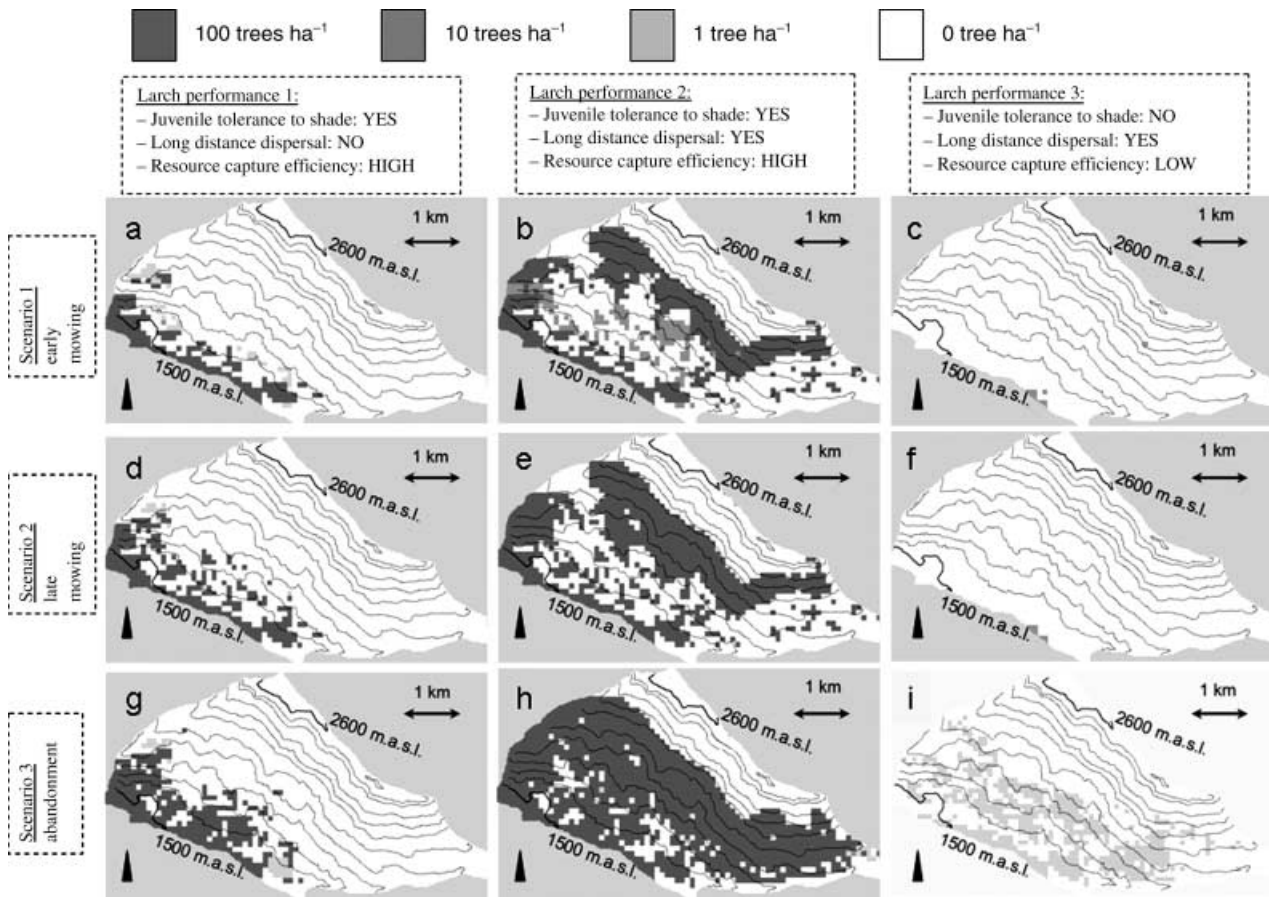 100 trees ha⁻¹
10 trees ha⁻¹
1 tree ha⁻¹
0 tree ha⁻¹
Larch performance 1:
– Juvenile tolerance to shade: YES
– Long distance dispersal: NO
– Resource capture efficiency: HIGH
Larch performance 2:
– Juvenile tolerance to shade: YES
– Long distance dispersal: YES
– Resource capture efficiency: HIGH
Larch performance 3:
– Juvenile tolerance to shade: NO
– Long distance dispersal: YES
– Resource capture efficiency: LOW
Scenario 1
early
mowing
a
1 km
2600 m.a.s.l.
1500 m.a.s.l.
b
1 km
2600 m.a.s.l.
1500 m.a.s.l.
c
1 km
2600 m.a.s.l.
1500 m.a.s.l.
Scenario 2
late
mowing
d
1 km
2600 m.a.s.l.
1500 m.a.s.l.
e
1 km
2600 m.a.s.l.
1500 m.a.s.l.
f
1 km
2600 m.a.s.l.
1500 m.a.s.l.
Scenario 3
abandonment
g
1 km
2600 m.a.s.l.
1500 m.a.s.l.
h
1 km
2600 m.a.s.l.
1500 m.a.s.l.
i
1 km
2600 m.a.s.l.
1500 m.a.s.l.